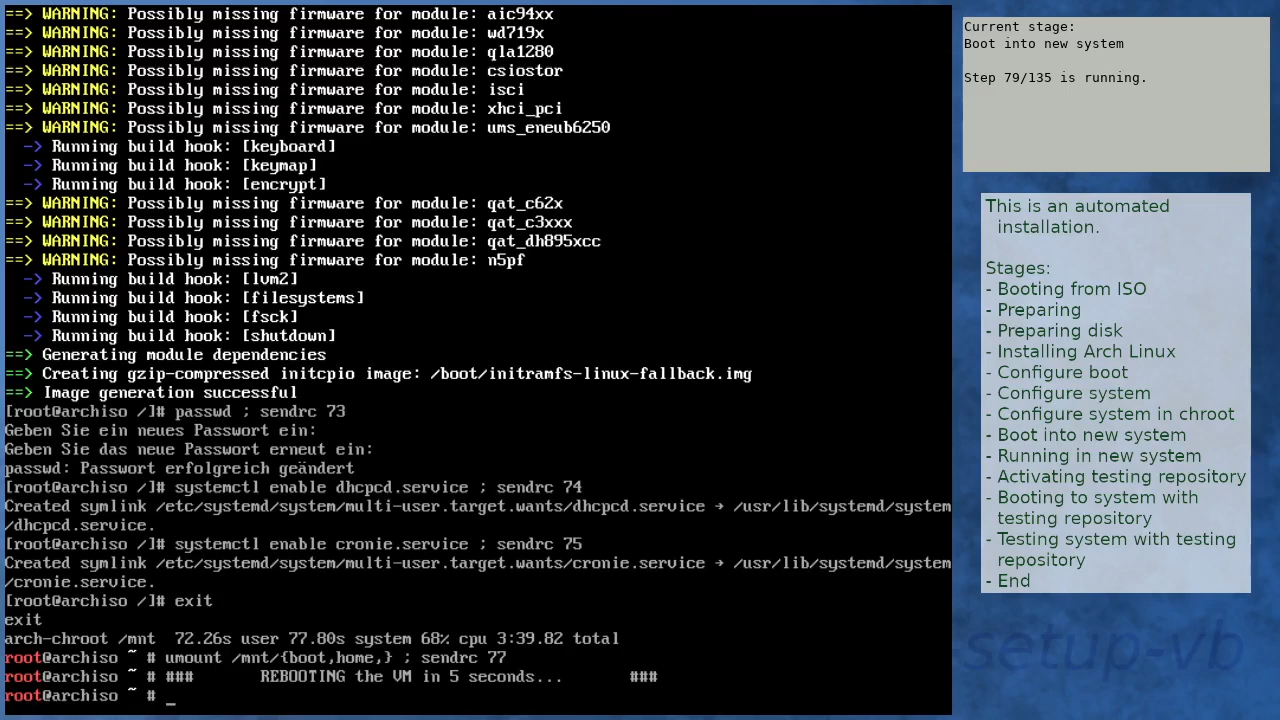 ==> WARNING: Possibly missing firmware for module: aic94xx
==> WARNING: Possibly missing firmware for module: wd719x
==> WARNING: Possibly missing firmware for module: qla1280
==> WARNING: Possibly missing firmware for module: csiostor
==> WARNING: Possibly missing firmware for module: isci
==> WARNING: Possibly missing firmware for module: xhci_pci
==> WARNING: Possibly missing firmware for module: ums_eneub6250
  -> Running build hook: [keyboard]
  -> Running build hook: [keymap]
  -> Running build hook: [encrypt]
==> WARNING: Possibly missing firmware for module: qat_c62x
==> WARNING: Possibly missing firmware for module: qat_c3xxx
==> WARNING: Possibly missing firmware for module: qat_dh895xcc
==> WARNING: Possibly missing firmware for module: n5pf
  -> Running build hook: [lvm2]
  -> Running build hook: [filesystems]
  -> Running build hook: [fsck]
  -> Running build hook: [shutdown]
==> Generating module dependencies
==> Creating gzip-compressed initcpio image: /boot/initramfs-linux-fallback.img
==> Image generation successful
[root@archiso /]# passwd ; sendrc 73
Geben Sie ein neues Passwort ein:
Geben Sie das neue Passwort erneut ein:
passwd: Passwort erfolgreich geändert
[root@archiso /]# systemctl enable dhcpcd.service ; sendrc 74
Created symlink /etc/systemd/system/multi-user.target.wants/dhcpcd.service → /usr/lib/systemd/system
/dhcpcd.service.
[root@archiso /]# systemctl enable cronie.service ; sendrc 75
Created symlink /etc/systemd/system/multi-user.target.wants/cronie.service → /usr/lib/systemd/system
/cronie.service.
[root@archiso /]# exit
exit
arch-chroot /mnt  72.26s user 77.80s system 68% cpu 3:39.82 total
root@archiso ~ # umount /mnt/{boot,home,} ; sendrc 77
root@archiso ~ # ###       REBOOTING the VM in 5 seconds...       ###
root@archiso ~ # _
Current stage:
Boot into new system
Step 79/135 is running.
This is an automated
installation.
Stages:
- Booting from ISO
- Preparing
- Preparing disk
- Installing Arch Linux
- Configure boot
- Configure system
- Configure system in chroot
- Boot into new system
- Running in new system
- Activating testing repository
- Booting to system with
testing repository
- Testing system with testing
repository
- End
setup-vb